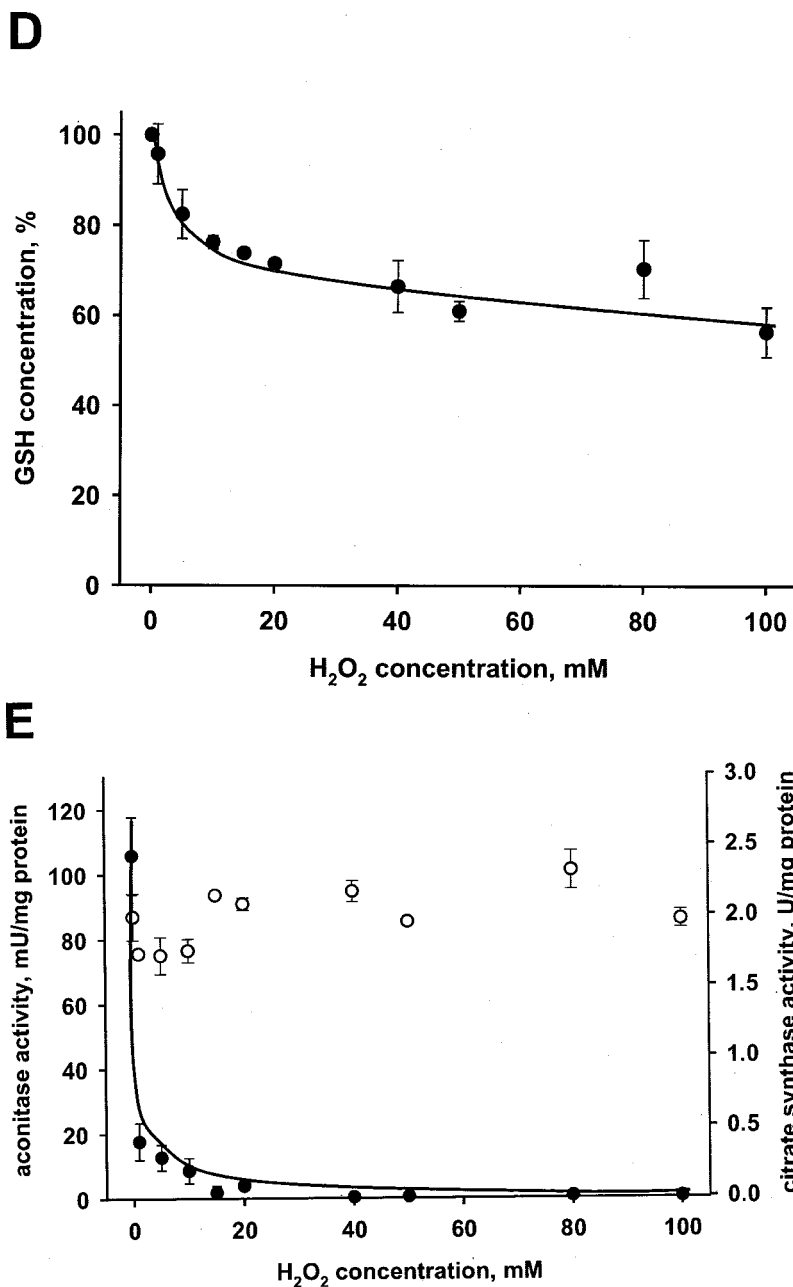 D
GSH concentration, %
100
80
60
40
20
0
0 20 40 60 80 100
H₂O₂ concentration, mM
E
aconitase activity, mU/mg protein
120
100
80
60
40
20
0
3.0
2.5
2.0
1.5
1.0
0.5
0.0
citrate synthase activity, U/mg protein
0 20 40 60 80 100
H₂O₂ concentration, mM